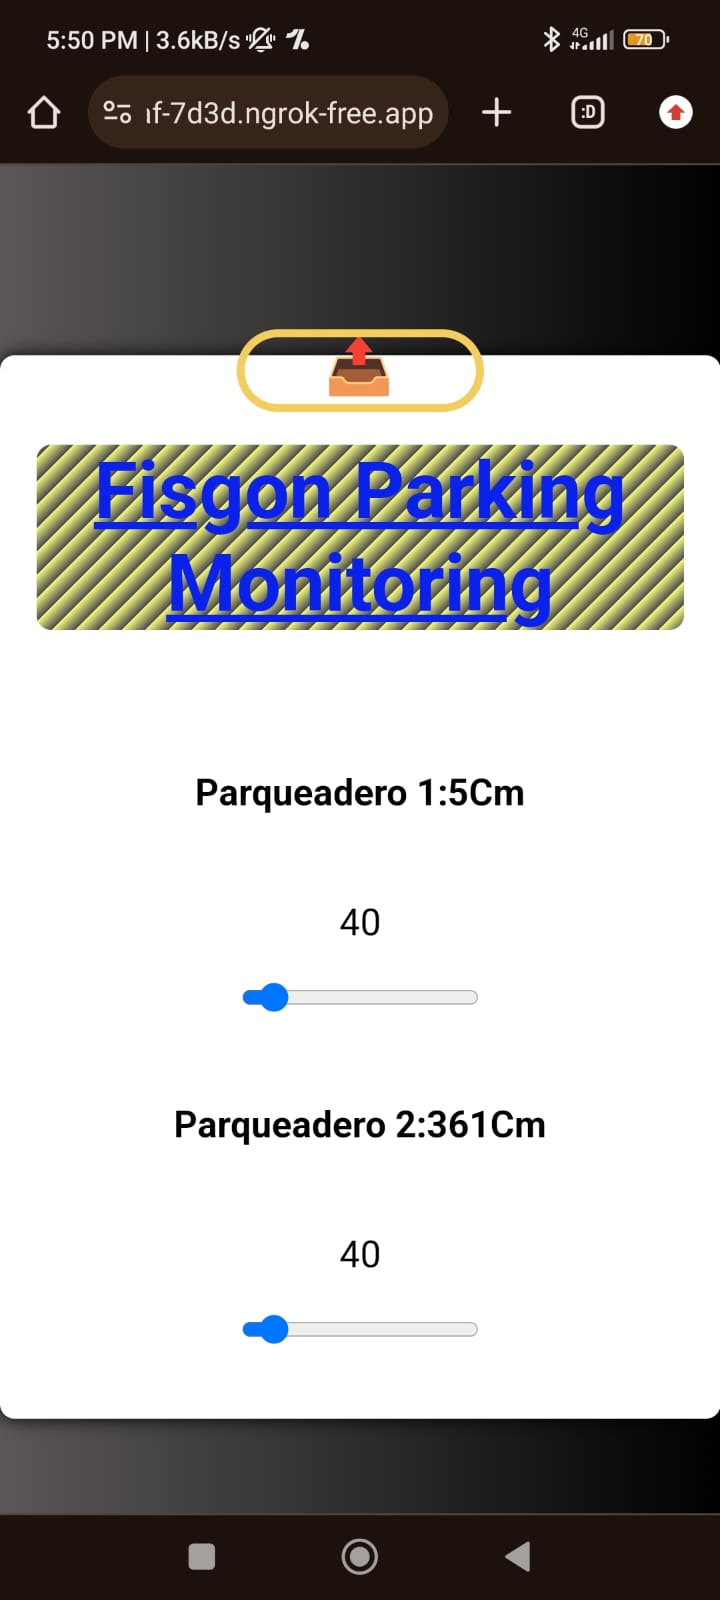 5:50 PM | 3.6kB/s
4G
70
ıf-7d3d.ngrok-free.app
:D
Fisgon Parking
Monitoring
Parqueadero 1:5Cm
40
Parqueadero 2:361Cm
40